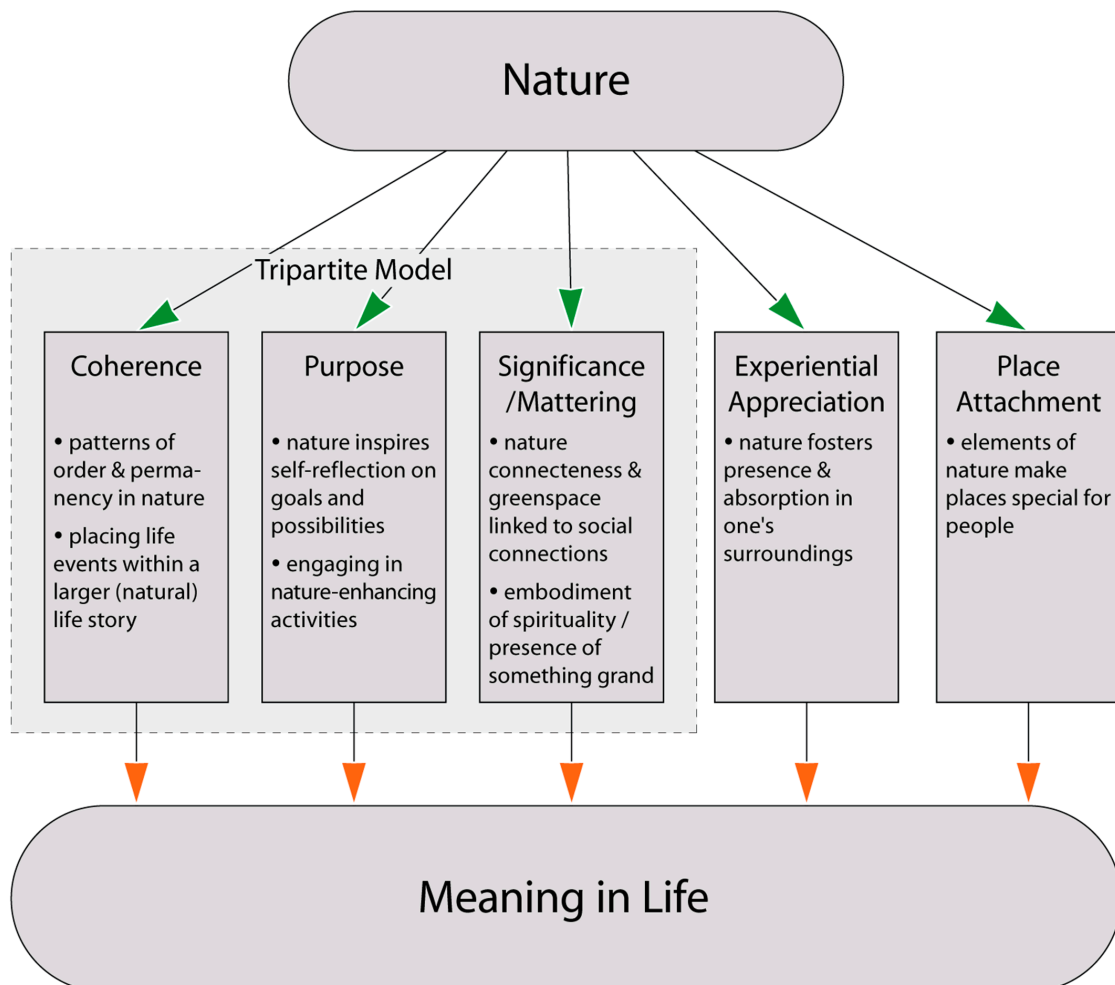 Nature
Tripartite Model
Coherence
• patterns of
order & perma-
nency in nature
• placing life
events within a
larger (natural)
life story
Purpose
• nature inspires
self-reflection on
goals and
possibilities
• engaging in
nature-enhancing
activities
Significance
/Mattering
• nature
connecteness &
greenspace
linked to social
connections
• embodiment
of spirituality /
presence of
something grand
Experiential
Appreciation
• nature fosters
presence &
absorption in
one's
surroundings
Place
Attachment
• elements of
nature make
places special for
people
Meaning in Life